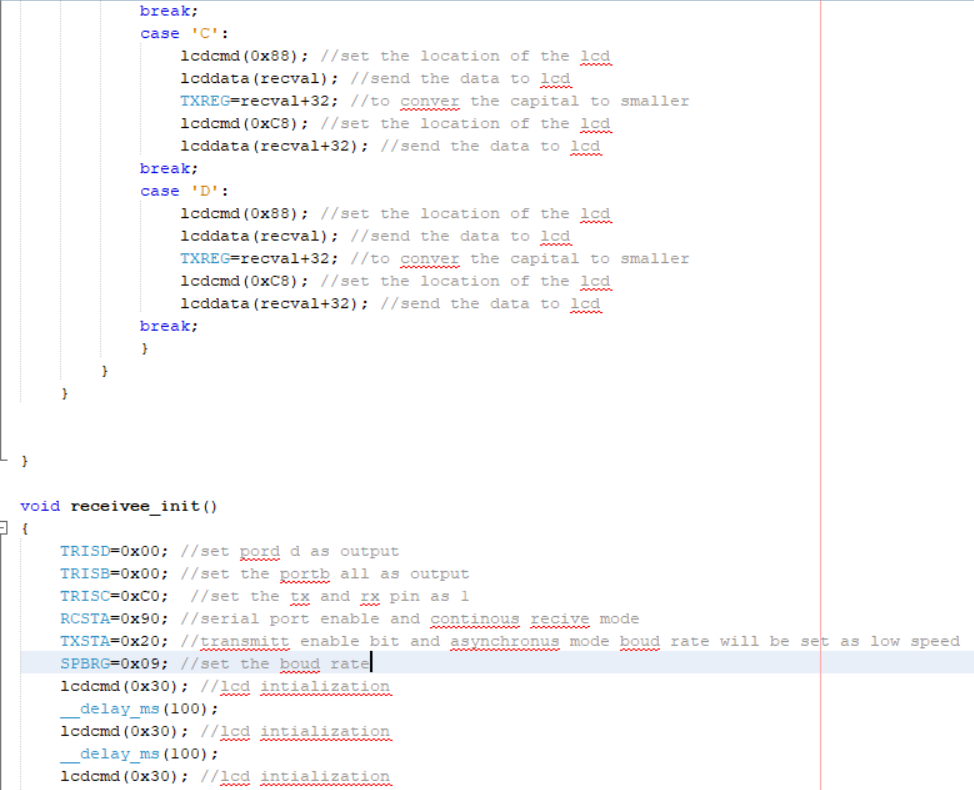 break;
case 'C':
lcdcmd(0x88); //set the location of the lcd
lcddata(recval); //send the data to lcd
TXREG=recval+32; //to conver the capital to smaller
lcdcmd(0xC8); //set the location of the lcd
lcddata(recval+32); //send the data to lcd
break;
case 'D':
lcdcmd(0x88); //set the location of the lcd
lcddata(recval); //send the data to lcd
TXREG=recval+32; //to conver the capital to smaller
lcdcmd(0xC8); //set the location of the lcd
lcddata(recval+32); //send the data to lcd
break;
}
}
}
}
void receivee_init()
{
TRISD=0x00; //set pord d as output
TRISB=0x00; //set the portb all as output
TRISC=0xC0;  //set the tx and rx pin as 1
RCSTA=0x90; //serial port enable and continous recive mode
TXSTA=0x20; //transmitt enable bit and asynchronus mode boud rate will be set as low speed
SPBRG=0x09; //set the boud rate
lcdcmd(0x30); //lcd intialization
__delay_ms(100);
lcdcmd(0x30); //lcd intialization
__delay_ms(100);
lcdcmd(0x30); //lcd intialization